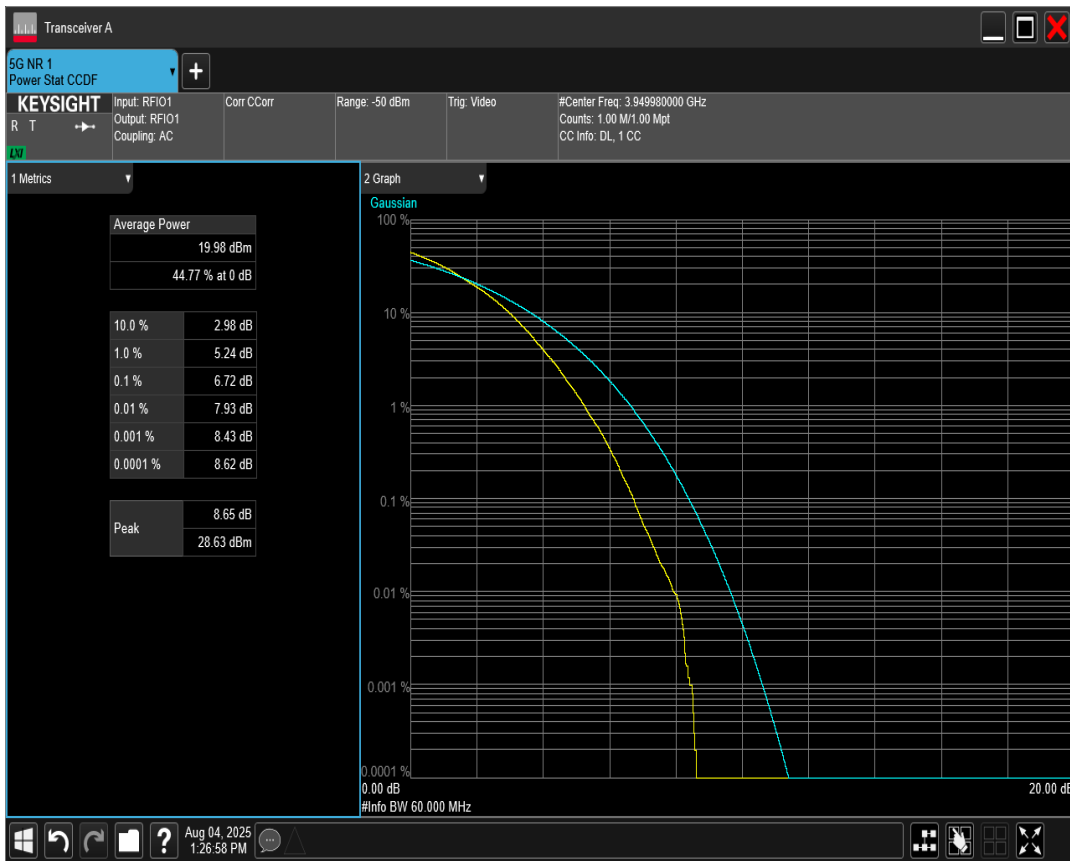 Transceiver A
5G NR 1
Power Stat CCDF
+
KEYSIGHT
R T
LXI
Input: RFIO1
Output: RFIO1
Coupling: AC
Corr CCorr
Range: -50 dBm
Trig: Video
#Center Freq: 3.949980000 GHz
Counts: 1.00 M/1.00 Mpt
CC Info: DL, 1 CC
1 Metrics
Average Power
19.98 dBm
44.77 % at 0 dB
10.0 % 2.98 dB
1.0 % 5.24 dB
0.1 % 6.72 dB
0.01 % 7.93 dB
0.001 % 8.43 dB
0.0001 % 8.62 dB
Peak
8.65 dB
28.63 dBm
2 Graph
Gaussian
100 %
10 %
1 %
0.1 %
0.01 %
0.001 %
0.0001 %
0.00 dB 20.00 dB
#Info BW 60.000 MHz
?
Aug 04, 2025
1:26:58 PM